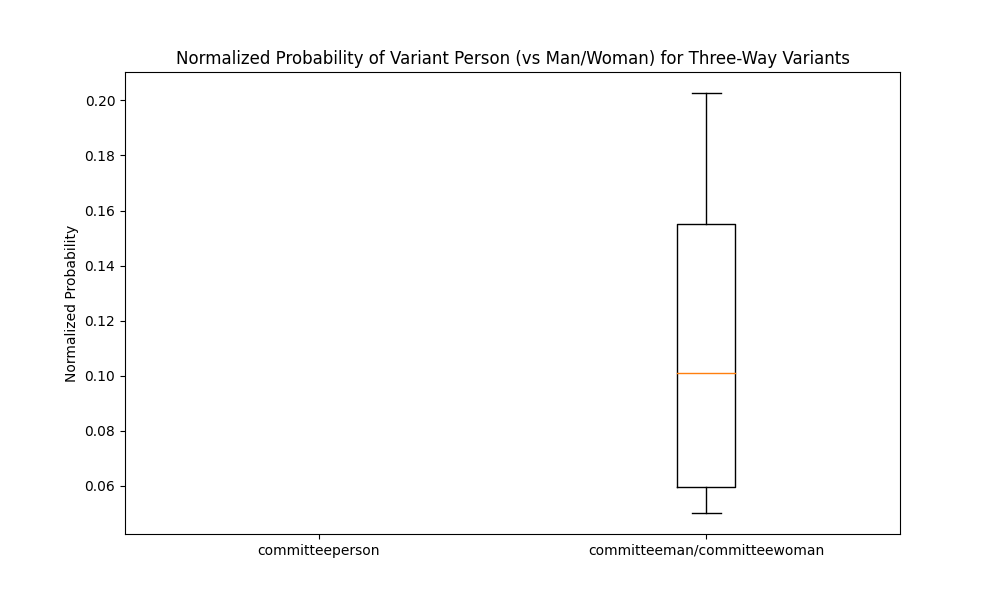 Normalized Probability of Variant Person (vs Man/Woman) for Three-Way Variants
Normalized Probability
0.20
0.18
0.16
0.14
0.12
0.10
0.08
0.06
committeeperson
committeeman/committeewoman